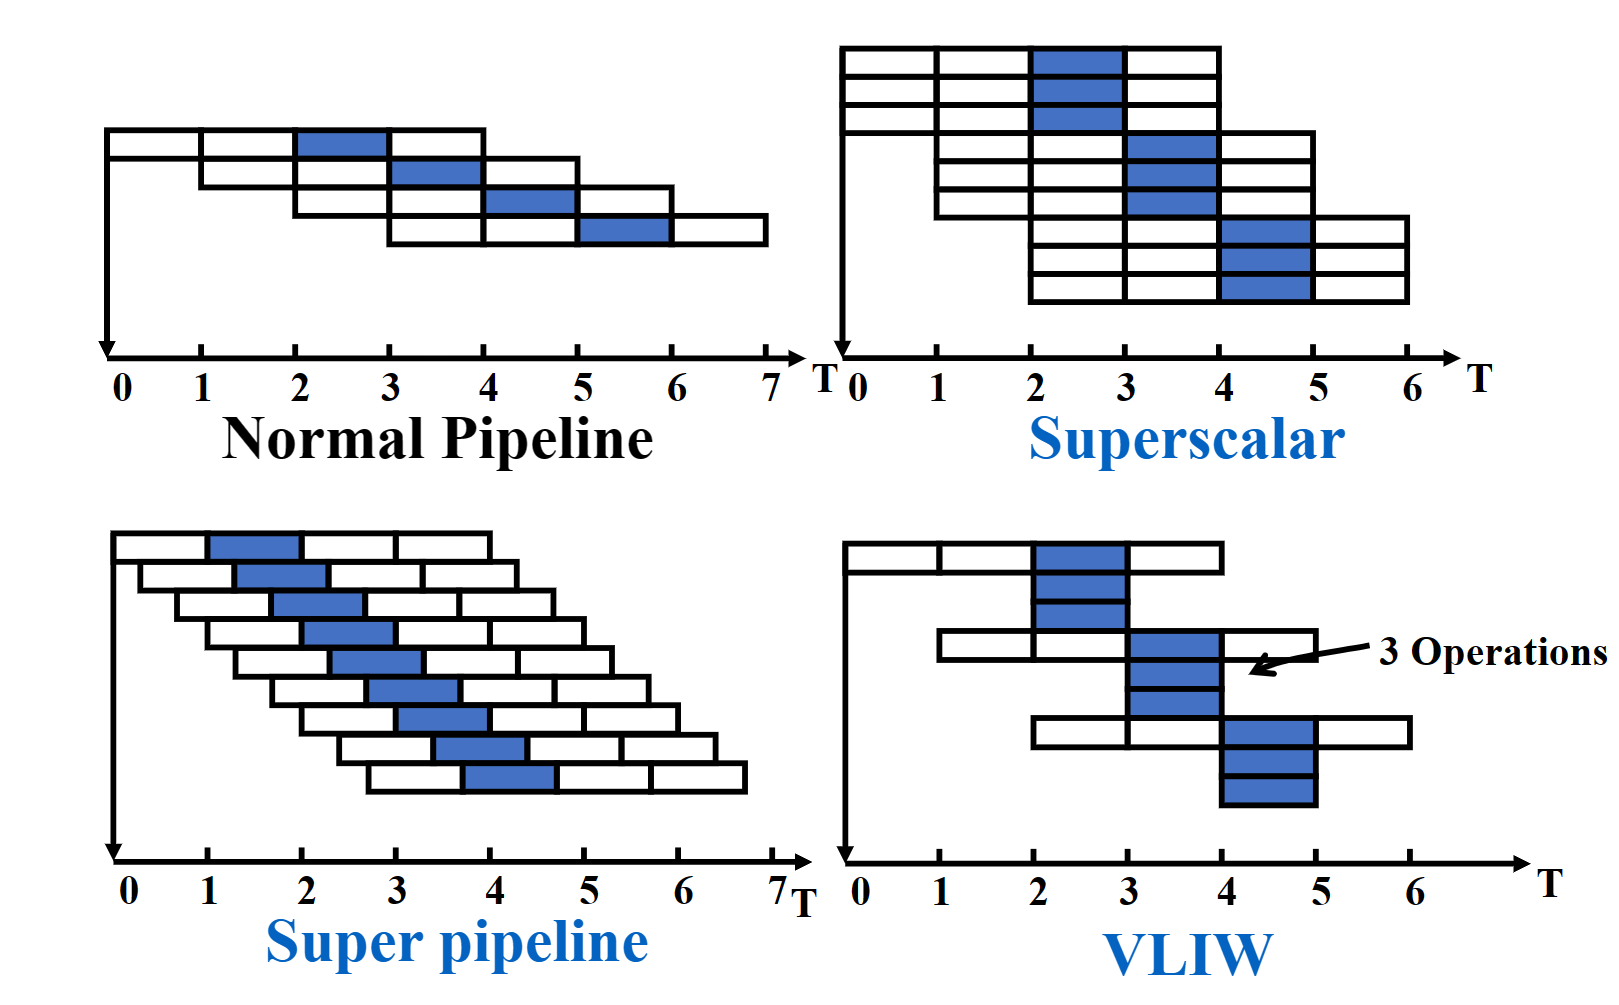 0 1 2 3 4 5 6 7 T
Normal Pipeline
0 1 2 3 4 5 6 T
Superscalar
0 1 2 3 4 5 6 7 T
Super pipeline
3 Operations
0 1 2 3 4 5 6 T
VLIW